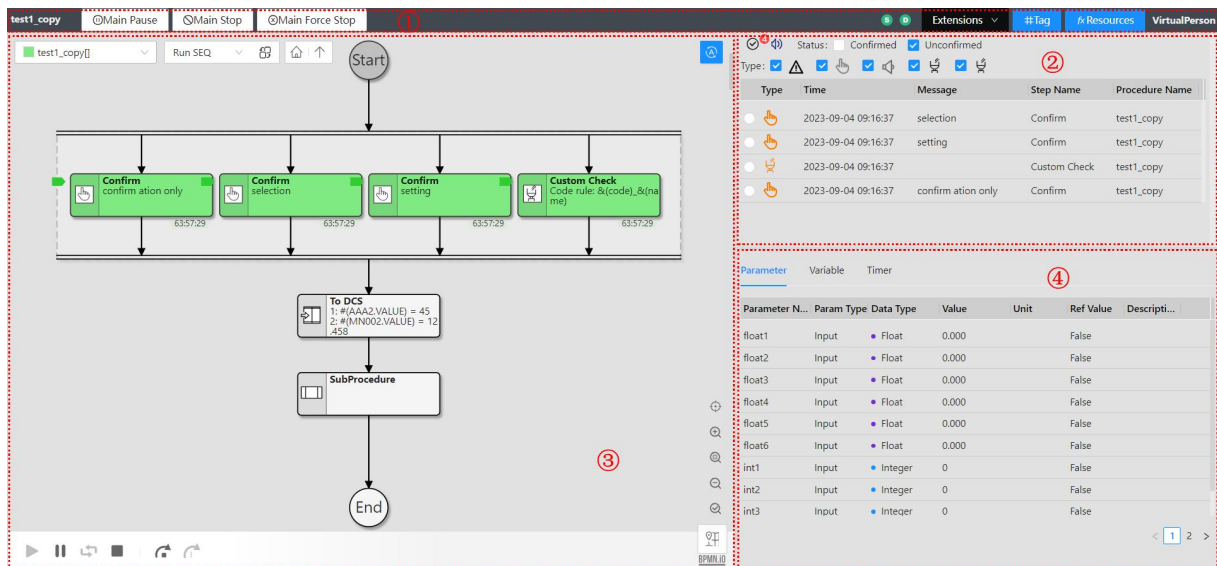 test1_copy Main Pause Main Stop Main Force Stop ① S D Extensions #Tag fx Resources VirtualPerson
test1_copy[] Run SEQ
Start
Confirm
confirm ation only
63:57:29
Confirm
selection
63:57:29
Confirm
setting
63:57:29
Custom Check
Code rule: &(code)_&(na
me)
63:57:29
To DCS
1: #(AAA2.VALUE) = 45
2: #(MN002.VALUE) = 12
.458
SubProcedure
③
End
BPMN.iO
4 Status: Confirmed Unconfirmed
Type: ②
Type Time Message Step Name Procedure Name
2023-09-04 09:16:37 selection Confirm test1_copy
2023-09-04 09:16:37 setting Confirm test1_copy
2023-09-04 09:16:37 Custom Check test1_copy
2023-09-04 09:16:37 confirm ation only Confirm test1_copy
Parameter Variable Timer ④
Parameter N... Param Type Data Type Value Unit Ref Value Descripti...
float1 Input Float 0.000 False
float2 Input Float 0.000 False
float3 Input Float 0.000 False
float4 Input Float 0.000 False
float5 Input Float 0.000 False
float6 Input Float 0.000 False
int1 Input Integer 0 False
int2 Input Integer 0 False
int3 Input Integer 0 False
< 1 2 >